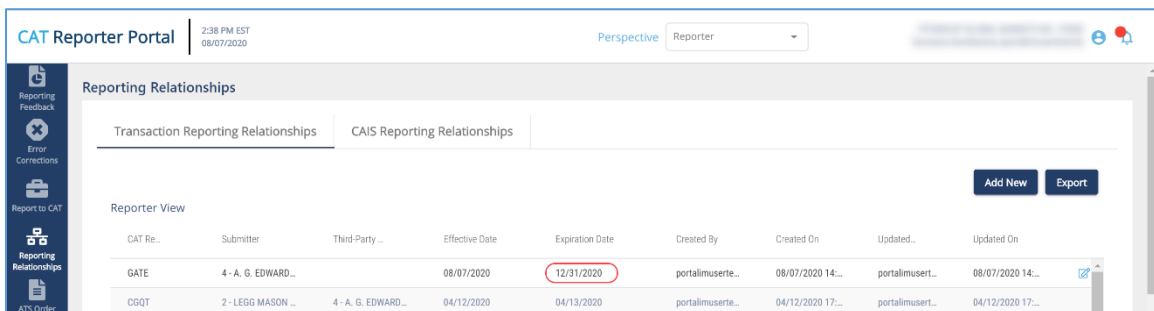 CAT Reporter Portal
2:38 PM EST
08/07/2020
Perspective
Reporter
Reporting
Feedback
Error
Corrections
Report to CAT
Reporting
Relationships
ATS Order
Reporting Relationships
Transaction Reporting Relationships CAIS Reporting Relationships
Add New Export
Reporter View
CAT Re... Submitter Third-Party ... Effective Date Expiration Date Created By Created On Updated... Updated On
GATE 4 - A. G. EDWARD... 08/07/2020 12/31/2020 portalimuserte... 08/07/2020 14:... portalimusert... 08/07/2020 14:...
CGQT 2 - LEGG MASON ... 4 - A. G. EDWARD... 04/12/2020 04/13/2020 portalimuserte... 04/12/2020 17:... portalimusert... 04/12/2020 17:...